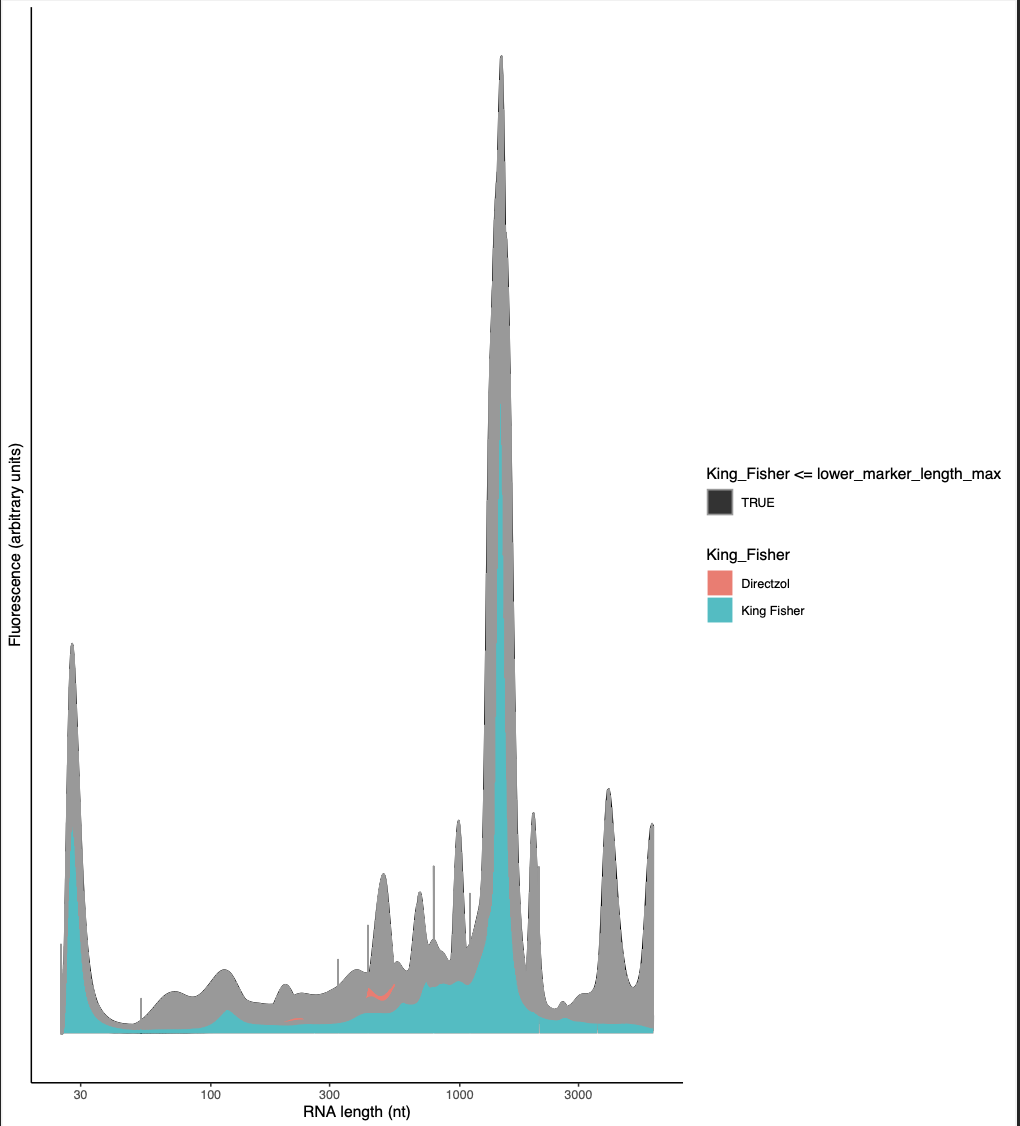 Fluorescence (arbitrary units)
King_Fisher <= lower_marker_length_max
TRUE
King_Fisher
Directzol
King Fisher
30 100 300 1000 3000
RNA length (nt)